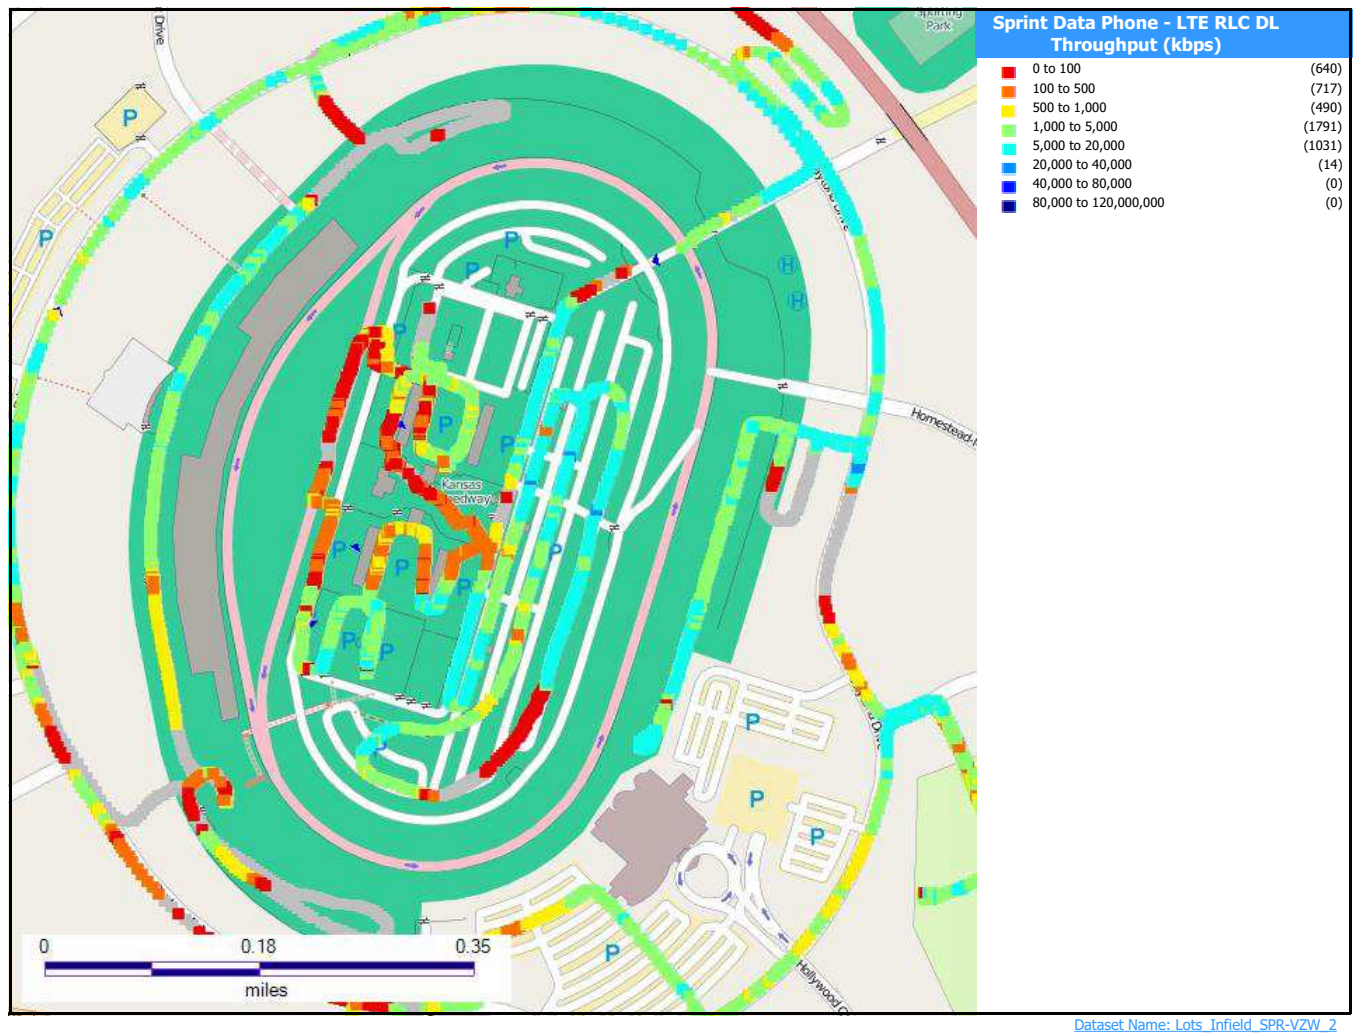 Sprint Data Phone - LTE RLC DL
Throughput (kbps)
0 to 100 (640)
100 to 500 (717)
500 to 1,000 (490)
1,000 to 5,000 (1791)
5,000 to 20,000 (1031)
20,000 to 40,000 (14)
40,000 to 80,000 (0)
80,000 to 120,000,000 (0)
Sporting
Park
Drive
P
P
H
H
P
P
P
Homestead
P
P
Kansas
P
P
P
P
P
P
P
P
Drive
P
P
P
Hollywood
0 0.18 0.35
miles
Dataset Name: Lots_Infield_SPR-VZW_2